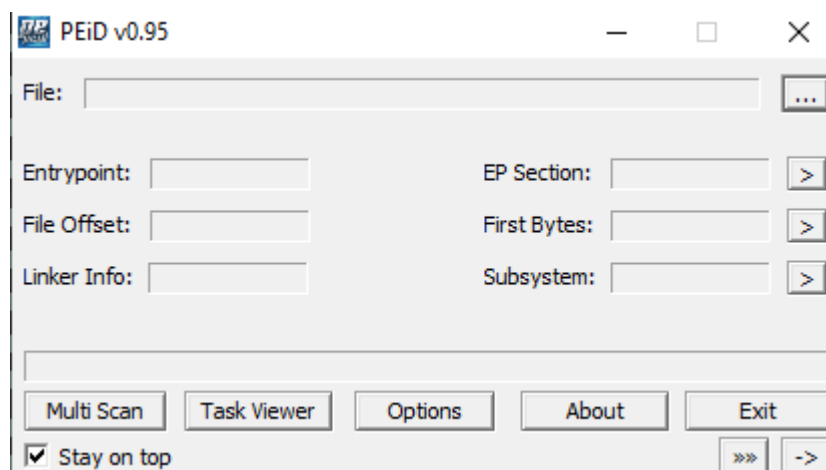 PEiD v0.95
File: ...
Entrypoint: EP Section: >
File Offset: First Bytes: >
Linker Info: Subsystem: >
Multi Scan Task Viewer Options About Exit
Stay on top »» ->